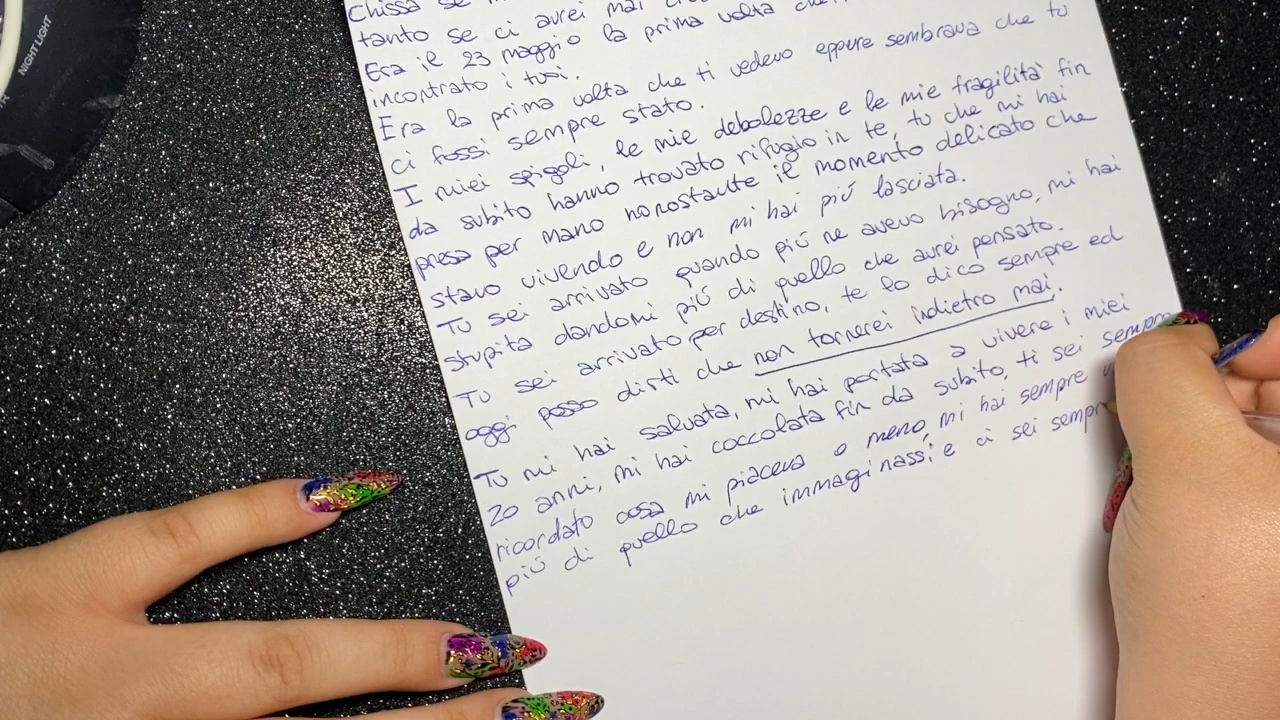 NIGHT LIGHT
Chissà se
tanto se ci avrei mai
Era il 23 maggio la prima volta che
incontrato i tuoi.
Era la prima volta che ti vedevo eppure sembrava che tu
ci fossi sempre stato.
I miei spigoli, le mie debolezze e le mie fragilità fin
da subito hanno trovato rifugio in te, tu che mi hai
presa per mano nonostante il momento delicato che
stavo vivendo e non mi hai più lasciata.
Tu sei arrivato quando più ne avevo bisogno, mi hai
stupita dandomi più di quello che avrei pensato.
Tu sei arrivato per destino, te lo dico sempre ed
oggi posso dirti che non tornerei indietro mai.
Tu mi hai salvata, mi hai portata a vivere i miei
20 anni, mi hai coccolata fin da subito, ti sei sempre
ricordato cosa mi piaceva o meno, mi hai sempre
più di quello che immaginassi e ci sei sempr